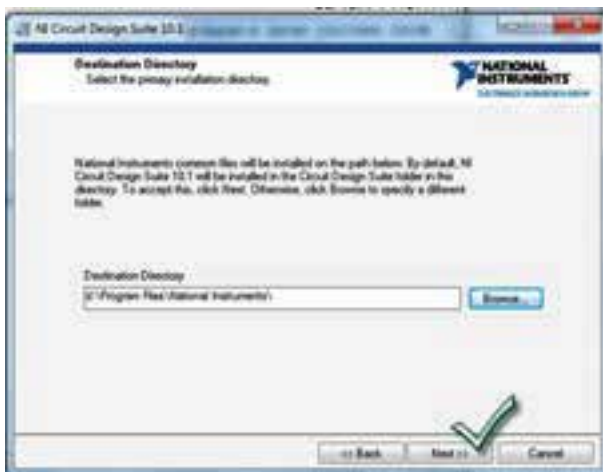 NI Circuit Design Suite 10.1
Destination Directory
Select the primary installation directory.
NATIONAL
INSTRUMENTS
National Instruments common files will be installed on the path below. By default, NI
Circuit Design Suite 10.1 will be installed in the Circuit Design Suite folder in this
directory. To accept this, click Next. Otherwise, click Browse to specify a different
folder.
Destination Directory
\Program Files\National Instruments\
Browse...
<< Back
Next >>
Cancel